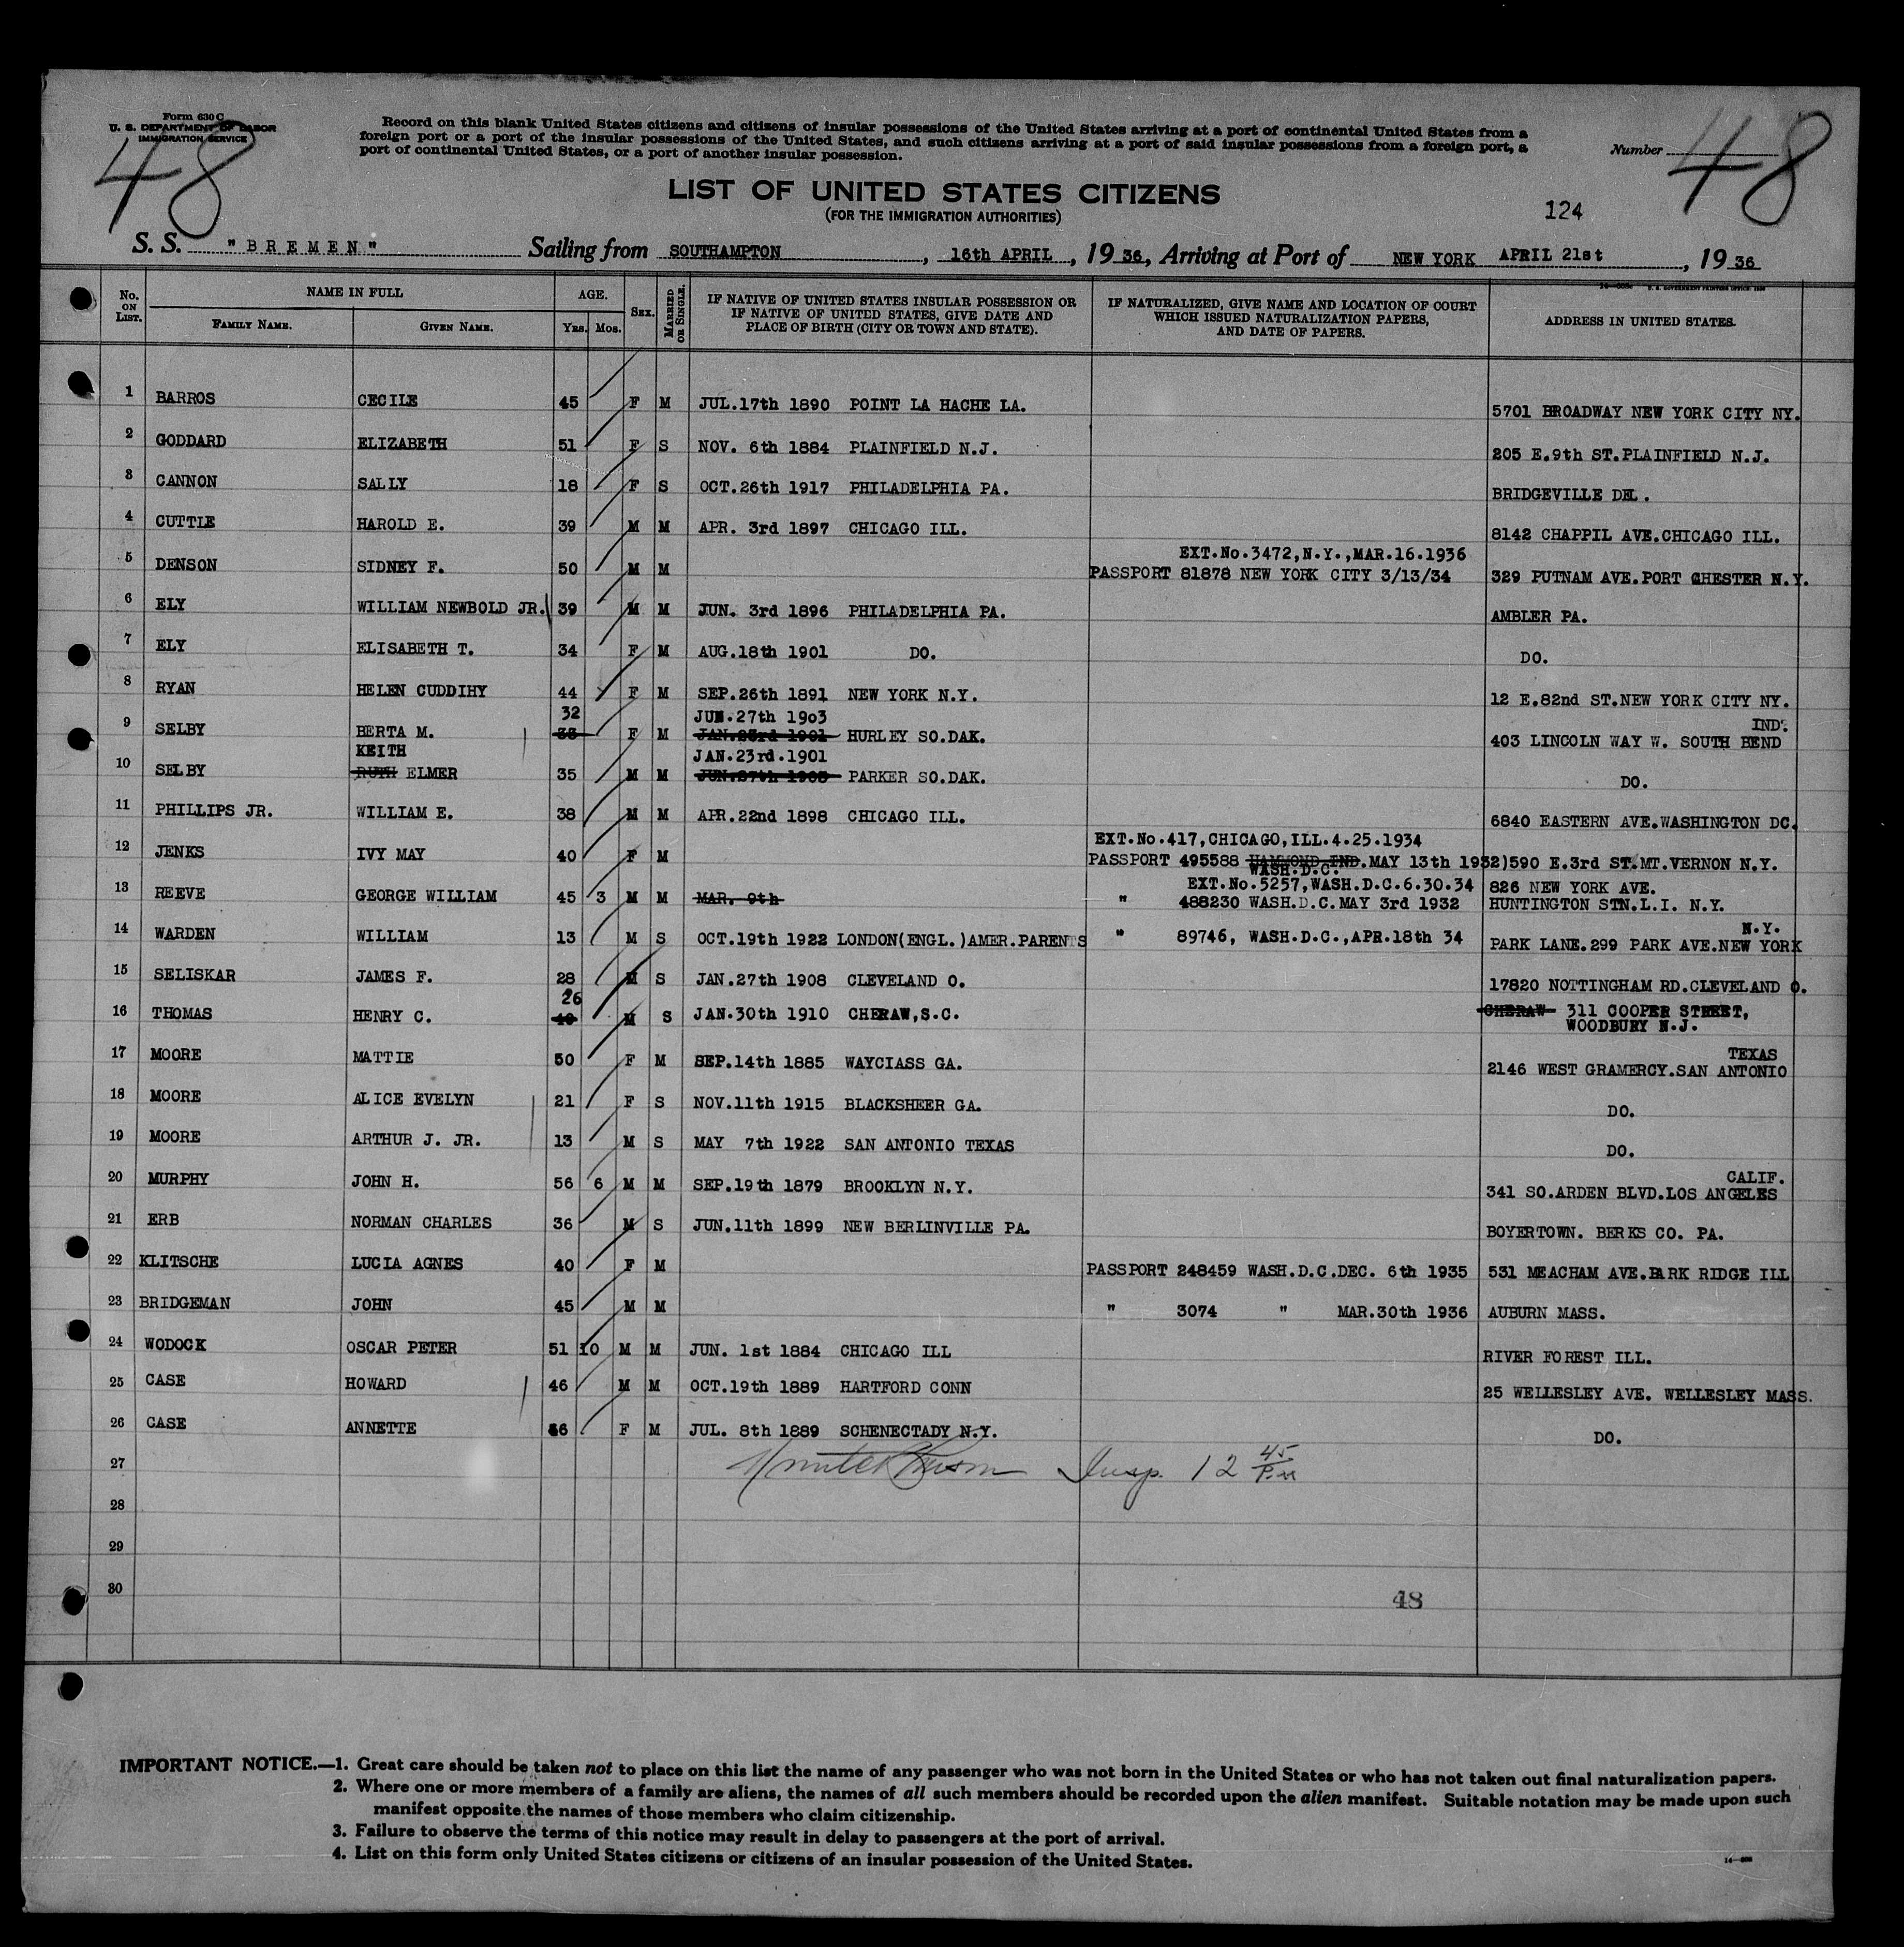 Form 630 C
U. S. DEPARTMENT OF LABOR
IMMIGRATION SERVICE
48
Record on this blank United States citizens and citizens of insular possessions of the United States arriving at a port of continental United States from a
foreign port or a port of the insular possessions of the United States, and such citizens arriving at a port of said insular possessions from a foreign port, a
port of continental United States, or a port of another insular possession.
Number 48
LIST OF UNITED STATES CITIZENS
(FOR THE IMMIGRATION AUTHORITIES)
124
S. S. "BREMEN" Sailing from SOUTHAMPTON, 16th APRIL, 1936, Arriving at Port of NEW YORK APRIL 21st, 1936
No. ON LIST. NAME IN FULL FAMILY NAME. GIVEN NAME. AGE. YRS. MOS. SEX. MARRIED OR SINGLE. IF NATIVE OF UNITED STATES INSULAR POSSESSION OR IF NATIVE OF UNITED STATES, GIVE DATE AND PLACE OF BIRTH (CITY OR TOWN AND STATE). IF NATURALIZED, GIVE NAME AND LOCATION OF COURT WHICH ISSUED NATURALIZATION PAPERS, AND DATE OF PAPERS. ADDRESS IN UNITED STATES.
1 BARROS CECILE 45 F M JUL.17th 1890 POINT LA HACHE LA. 5701 BROADWAY NEW YORK CITY NY.
2 GODDARD ELIZABETH 51 F S NOV. 6th 1884 PLAINFIELD N.J. 205 E.9th ST.PLAINFIELD N.J.
3 CANNON SALLY 18 F S OCT.26th 1917 PHILADELPHIA PA. BRIDGEVILLE DEL.
4 CUTTLE HAROLD E. 39 M M APR. 3rd 1897 CHICAGO ILL. 8142 CHAPPIL AVE.CHICAGO ILL.
EXT.No.3472,N.Y.,MAR.16.1936
5 DENSON SIDNEY F. 50 M M PASSPORT 81878 NEW YORK CITY 3/13/34 329 PUTNAM AVE.PORT CHESTER N.Y.
6 ELY WILLIAM NEWBOLD JR. 39 M M JUN. 3rd 1896 PHILADELPHIA PA. AMBLER PA.
7 ELY ELISABETH T. 34 F M AUG.18th 1901 DO. DO.
8 RYAN HELEN CUDDIHY 44 F M SEP.26th 1891 NEW YORK N.Y. 12 E.82nd ST.NEW YORK CITY NY.
32 JUN.27th 1903 IND.
9 SELBY BERTA M. 35 F M JAN.23rd 1901 HURLEY SO.DAK. 403 LINCOLN WAY W. SOUTH BEND
KEITH JAN.23rd.1901
10 SELBY RUTH ELMER 35 M M JUN.27th 1903 PARKER SO.DAK. DO.
11 PHILLIPS JR. WILLIAM E. 38 M M APR.22nd 1898 CHICAGO ILL. 6840 EASTERN AVE.WASHINGTON DC.
EXT.No.417,CHICAGO,ILL.4.25.1934
12 JENKS IVY MAY 40 F M PASSPORT 495588 HAMMOND IND.MAY 13th 1932)590 E.3rd ST.MT.VERNON N.Y.
WASH.D.C.
EXT.No.5257,WASH.D.C.6.30.34 826 NEW YORK AVE.
13 REEVE GEORGE WILLIAM 45 3 M M MAR. 9th " 488230 WASH.D.C.MAY 3rd 1932 HUNTINGTON STN.L.I. N.Y.
N.Y.
14 WARDEN WILLIAM 13 M S OCT.19th 1922 LONDON(ENGL.)AMER.PARENTS " 89746, WASH.D.C.,APR.18th 34 PARK LANE.299 PARK AVE.NEW YORK
15 SELISKAR JAMES F. 28 M S JAN.27th 1908 CLEVELAND O. 17820 NOTTINGHAM RD.CLEVELAND O.
26
16 THOMAS HENRY C. 40 M S JAN.30th 1910 CHERAW,S.C. CHERAW 311 COOPER STREET,
WOODBURY N.J.
TEXAS
17 MOORE MATTIE 50 F M SEP.14th 1885 WAYCIASS GA. 2146 WEST GRAMERCY.SAN ANTONIO
18 MOORE ALICE EVELYN 21 F S NOV.11th 1915 BLACKSHEER GA. DO.
19 MOORE ARTHUR J. JR. 13 M S MAY 7th 1922 SAN ANTONIO TEXAS DO.
CALIF.
20 MURPHY JOHN H. 56 6 M M SEP.19th 1879 BROOKLYN N.Y. 341 SO.ARDEN BLVD.LOS ANGELES
21 ERB NORMAN CHARLES 36 M S JUN.11th 1899 NEW BERLINVILLE PA. BOYERTOWN. BERKS CO. PA.
22 KLITSCHE LUCIA AGNES 40 F M PASSPORT 248459 WASH.D.C.DEC. 6th 1935 531 MEACHAM AVE.PARK RIDGE ILL
23 BRIDGEMAN JOHN 45 M M " 3074 " MAR.30th 1936 AUBURN MASS.
24 WODOCK OSCAR PETER 51 10 M M JUN. 1st 1884 CHICAGO ILL RIVER FOREST ILL.
25 CASE HOWARD 46 M M OCT.19th 1889 HARTFORD CONN 25 WELLESLEY AVE. WELLESLEY MASS.
26 CASE ANNETTE 46 F M JUL. 8th 1889 SCHENECTADY N.Y. DO.
27 Insp. 12 45 P.M
28
29
30
48
IMPORTANT NOTICE.—1. Great care should be taken not to place on this list the name of any passenger who was not born in the United States or who has not taken out final naturalization papers.
2. Where one or more members of a family are aliens, the names of all such members should be recorded upon the alien manifest. Suitable notation may be made upon such
manifest opposite the names of those members who claim citizenship.
3. Failure to observe the terms of this notice may result in delay to passengers at the port of arrival.
4. List on this form only United States citizens or citizens of an insular possession of the United States.